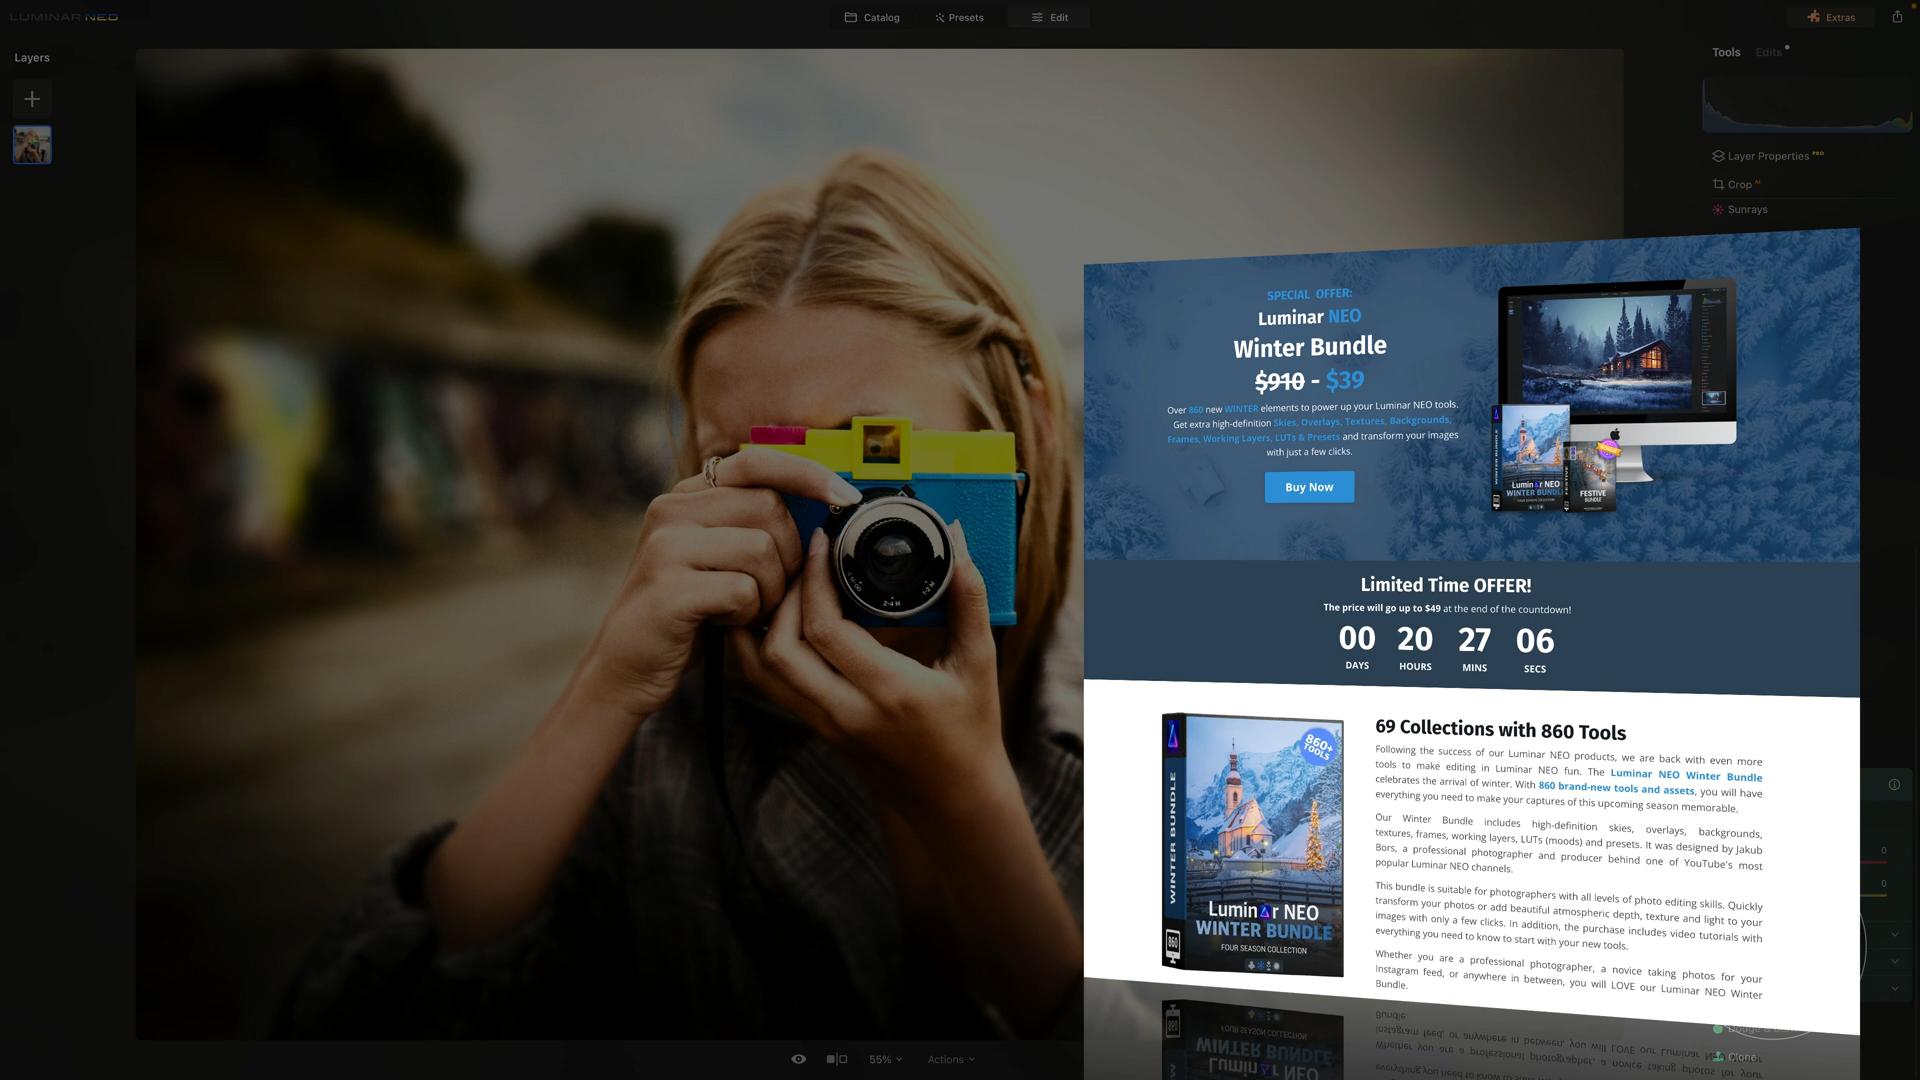 LUMINAR NEO
Catalog
Presets
Edit
Extras
Layers
Tools
Edits
Layer Properties PRO
Crop AI
Sunrays
SPECIAL OFFER:
Luminar NEO
Winter Bundle
$910 - $39
Over 860 new WINTER elements to power up your Luminar NEO tools.
Get extra high-definition Skies, Overlays, Textures, Backgrounds,
Frames, Working Layers, LUTs & Presets and transform your images
with just a few clicks.
Buy Now
Luminar NEO
WINTER BUNDLE
FESTIVE
BUNDLE
Limited Time OFFER!
The price will go up to $49 at the end of the countdown!
00 20 27 06
DAYS HOURS MINS SECS
2-4 M
1-2 M
860+
TOOLS
WINTER BUNDLE
860
Luminar NEO
WINTER BUNDLE
FOUR SEASON COLLECTION
69 Collections with 860 Tools
Following the success of our Luminar NEO products, we are back with even more
tools to make editing in Luminar NEO fun. The Luminar NEO Winter Bundle
celebrates the arrival of winter. With 860 brand-new tools and assets, you will have
everything you need to make your captures of this upcoming season memorable.
Our Winter Bundle includes high-definition skies, overlays, backgrounds,
textures, frames, working layers, LUTs (moods) and presets. It was designed by Jakub
Bors, a professional photographer and producer behind one of YouTube's most
popular Luminar NEO channels.
This bundle is suitable for photographers with all levels of photo editing skills. Quickly
transform your photos or add beautiful atmospheric depth, texture and light to your
images with only a few clicks. In addition, the purchase includes video tutorials with
everything you need to know to start with your new tools.
Whether you are a professional photographer, a novice taking photos for your
Instagram feed, or anywhere in between, you will LOVE our Luminar NEO Winter
Bundle.
0
0
Clone
55%
Actions